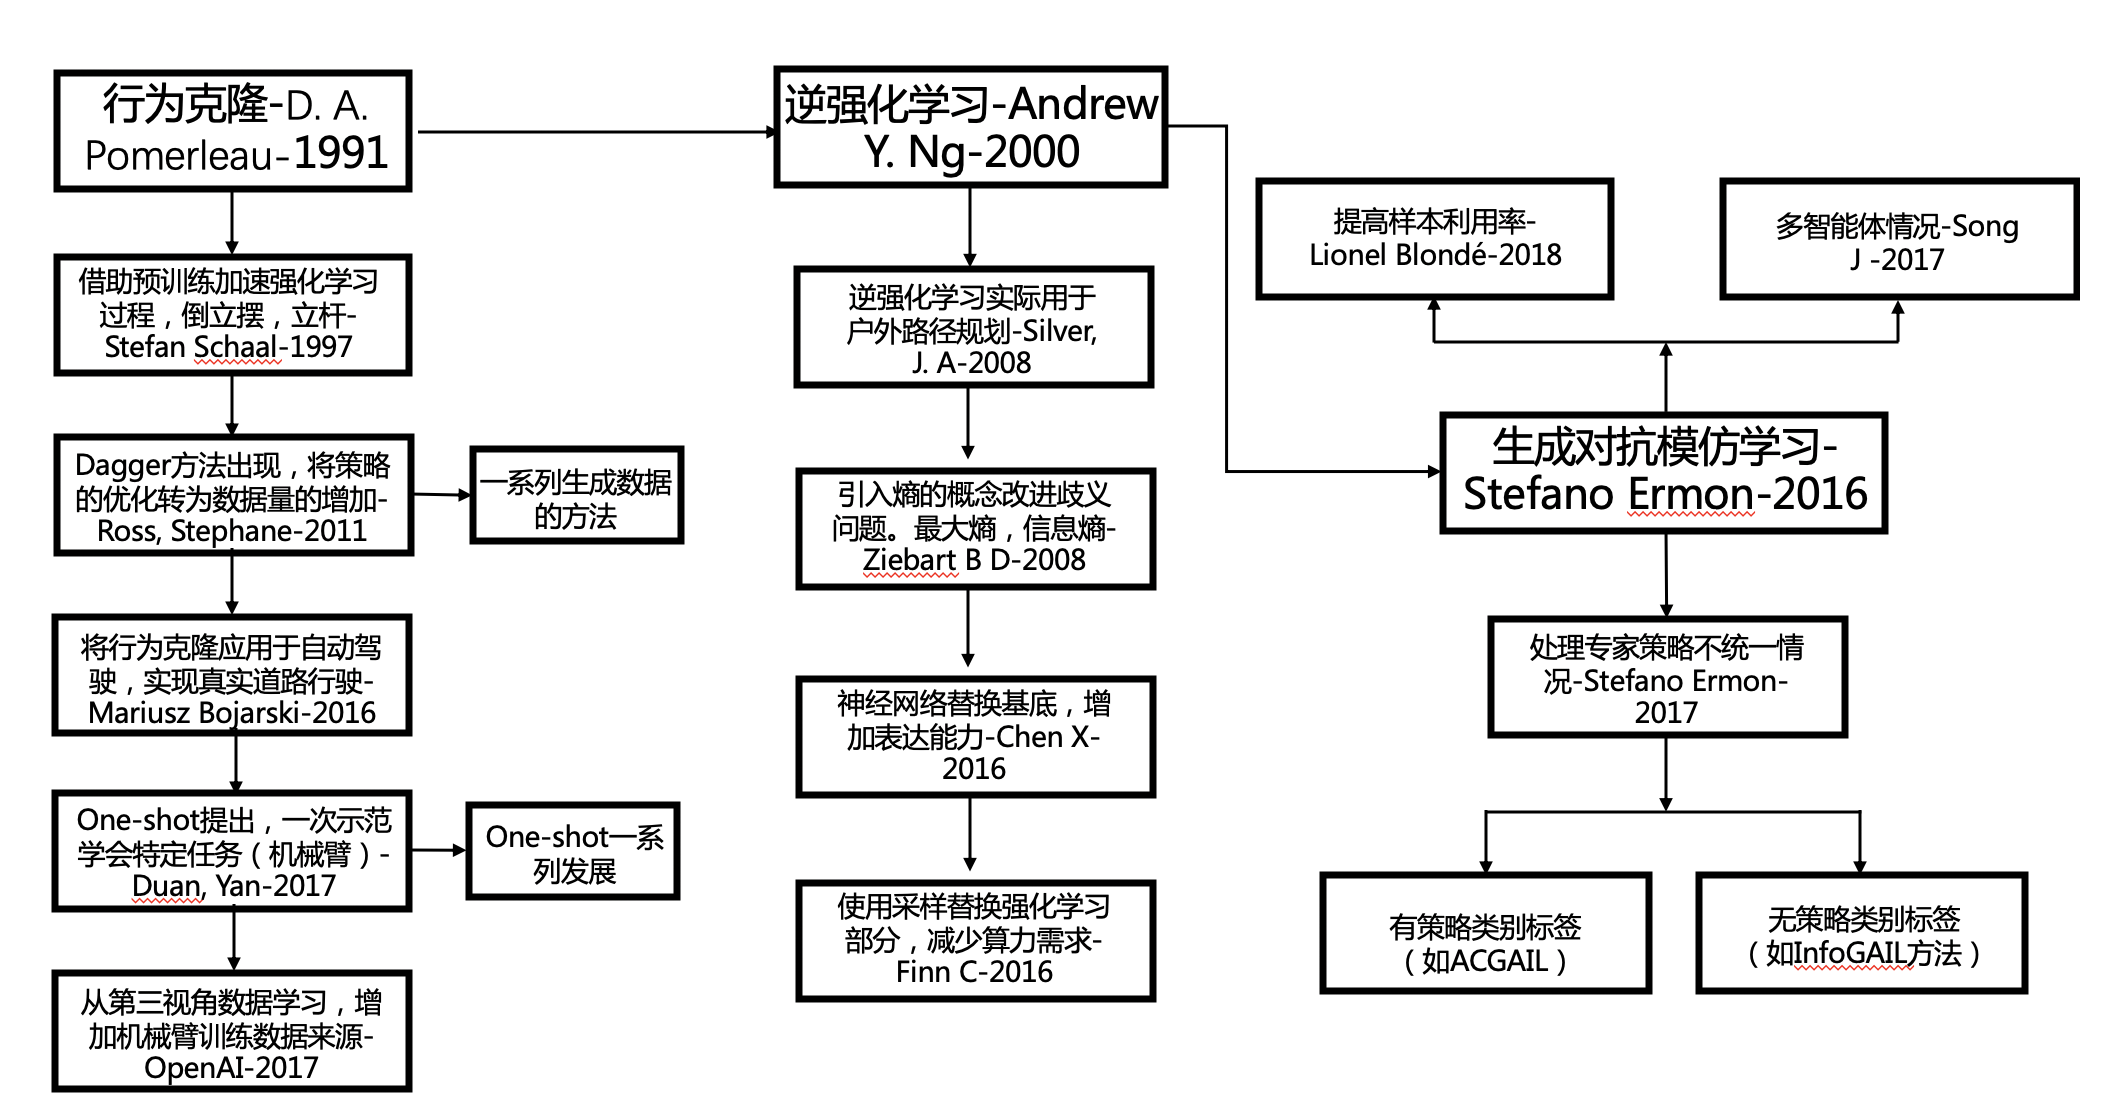 行为克隆-D. A.
Pomerleau-1991
借助预训练加速强化学习
过程，倒立摆，立杆-
Stefan Schaal-1997
Dagger方法出现，将策略
的优化转为数据量的增加-
Ross, Stephane-2011
一系列生成数据
的方法
将行为克隆应用于自动驾
驶，实现真实道路行驶-
Mariusz Bojarski-2016
One-shot提出，一次示范
学会特定任务（机械臂）-
Duan, Yan-2017
One-shot一系
列发展
从第三视角数据学习，增
加机械臂训练数据来源-
OpenAI-2017
逆强化学习-Andrew
Y. Ng-2000
逆强化学习实际用于
户外路径规划-Silver,
J. A-2008
引入熵的概念改进歧义
问题。最大熵，信息熵-
Ziebart B D-2008
神经网络替换基底，增
加表达能力-Chen X-
2016
使用采样替换强化学习
部分，减少算力需求-
Finn C-2016
提高样本利用率-
Lionel Blondé-2018
多智能体情况-Song
J -2017
生成对抗模仿学习-
Stefano Ermon-2016
处理专家策略不统一情
况-Stefano Ermon-
2017
有策略类别标签
（如ACGAIL）
无策略类别标签
（如InfoGAIL方法）